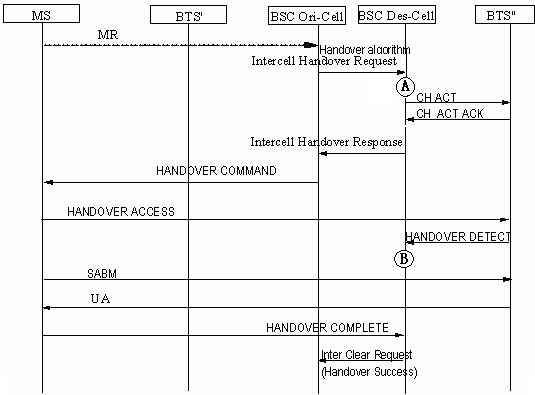 MS BTS' BSC Ori-Cell BSC Des-Cell BTS"
MR
Handover algorithm
Intercell Handover Request
A
CH ACT
CH ACT ACK
Intercell Handover Response
HANDOVER COMMAND
HANDOVER ACCESS
HANDOVER DETECT
B
SABM
UA
HANDOVER COMPLETE
Inter Clear Request
(Handover Success)